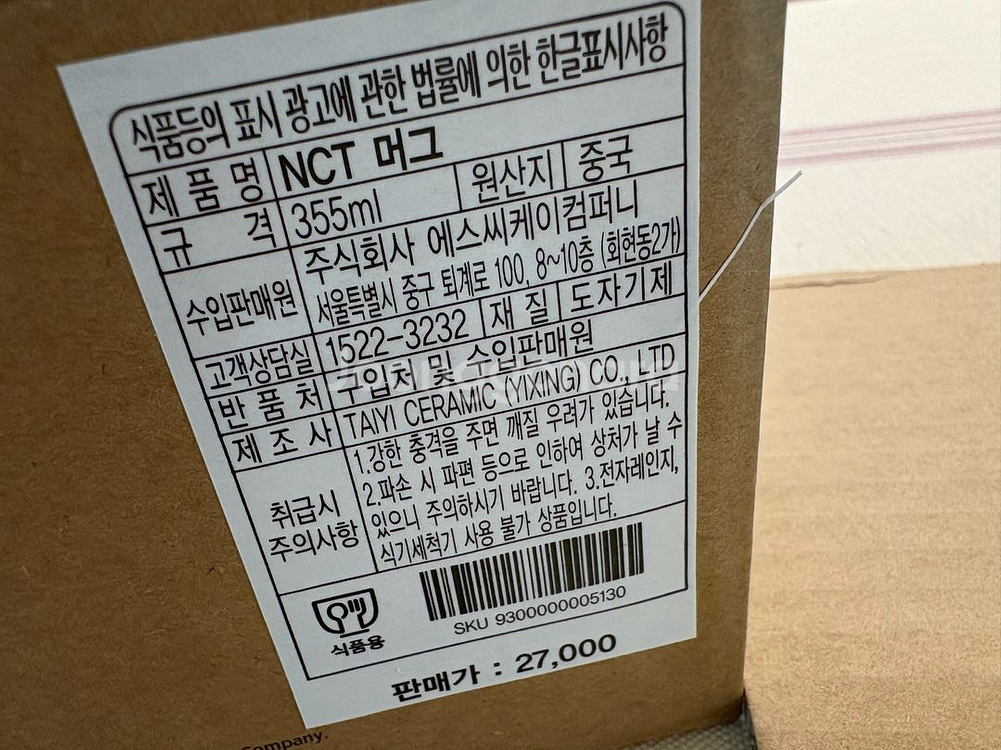 식품등의 표시 광고에 관한 법률에 의한 한글표시사항
제 품 명 NCT 머그
규 격 355ml 원산지 중국
수입판매원 주식회사 에스씨케이컴퍼니
서울특별시 중구 퇴계로 100, 8~10층 (회현동2가)
고객상담실 1522-3232 재 질 도자기제
반 품 처 수입처 및 수입판매원
제 조 사 TAIYI CERAMIC (YIXING) CO., LTD
취급시 주의사항
1.강한 충격을 주면 깨질 우려가 있습니다.
2.파손 시 파편 등으로 인하여 상처가 날 수
있으니 주의하시기 바랍니다. 3.전자레인지,
식기세척기 사용 불가 상품입니다.
식품용
SKU 9300000005130
판매가 : 27,000
Company.